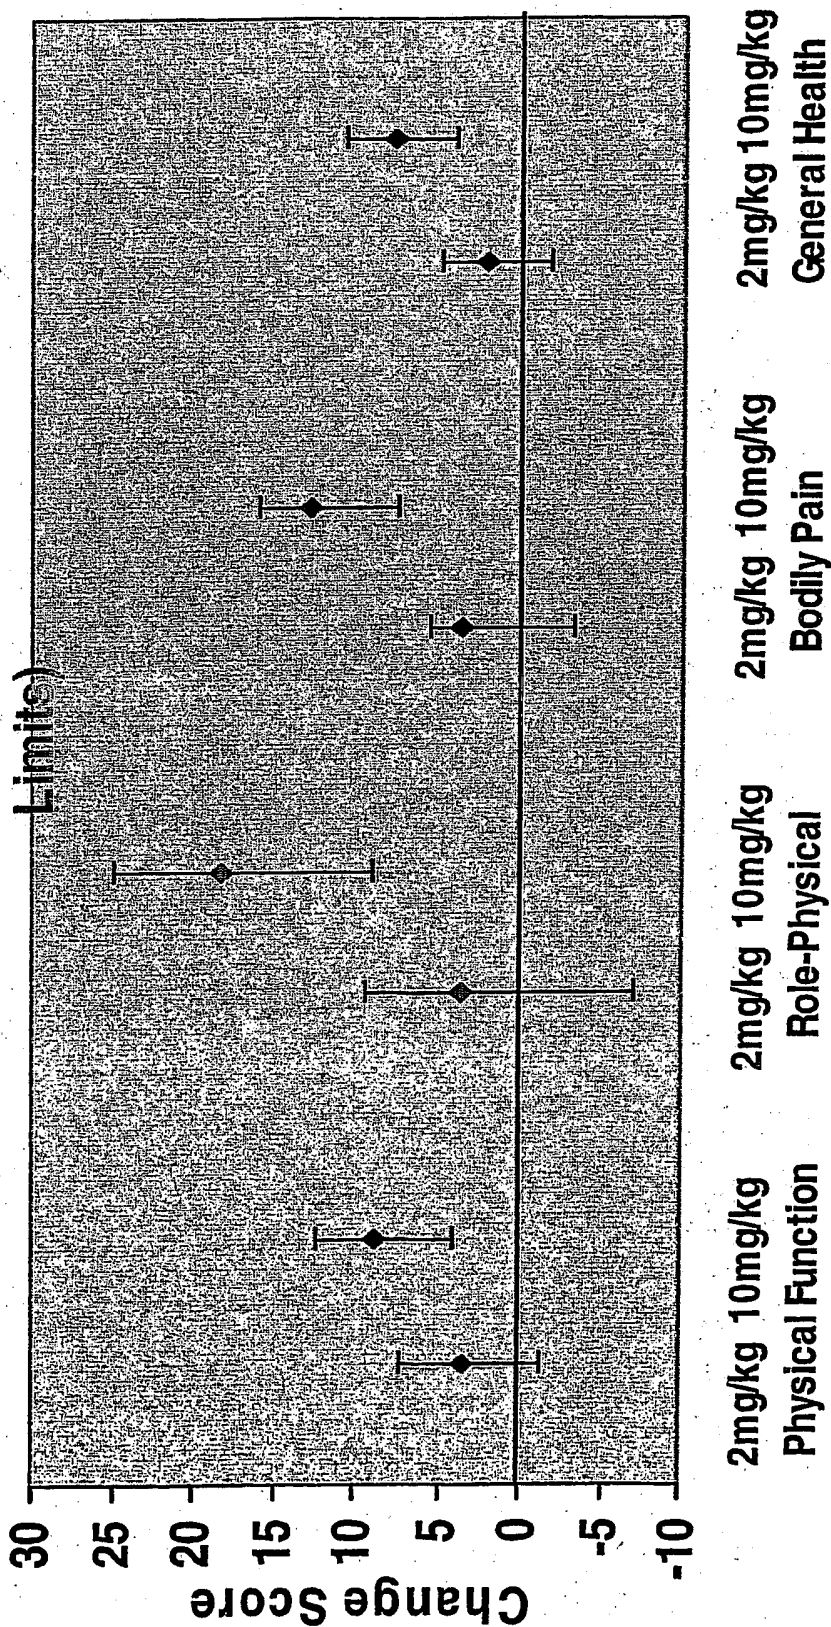 Limits)
Change Score
30
25
20
15
10
5
0
-5
-10
2mg/kg 10mg/kg
Physical Function
2mg/kg 10mg/kg
Role-Physical
2mg/kg 10mg/kg
Bodily Pain
2mg/kg 10mg/kg
General Health